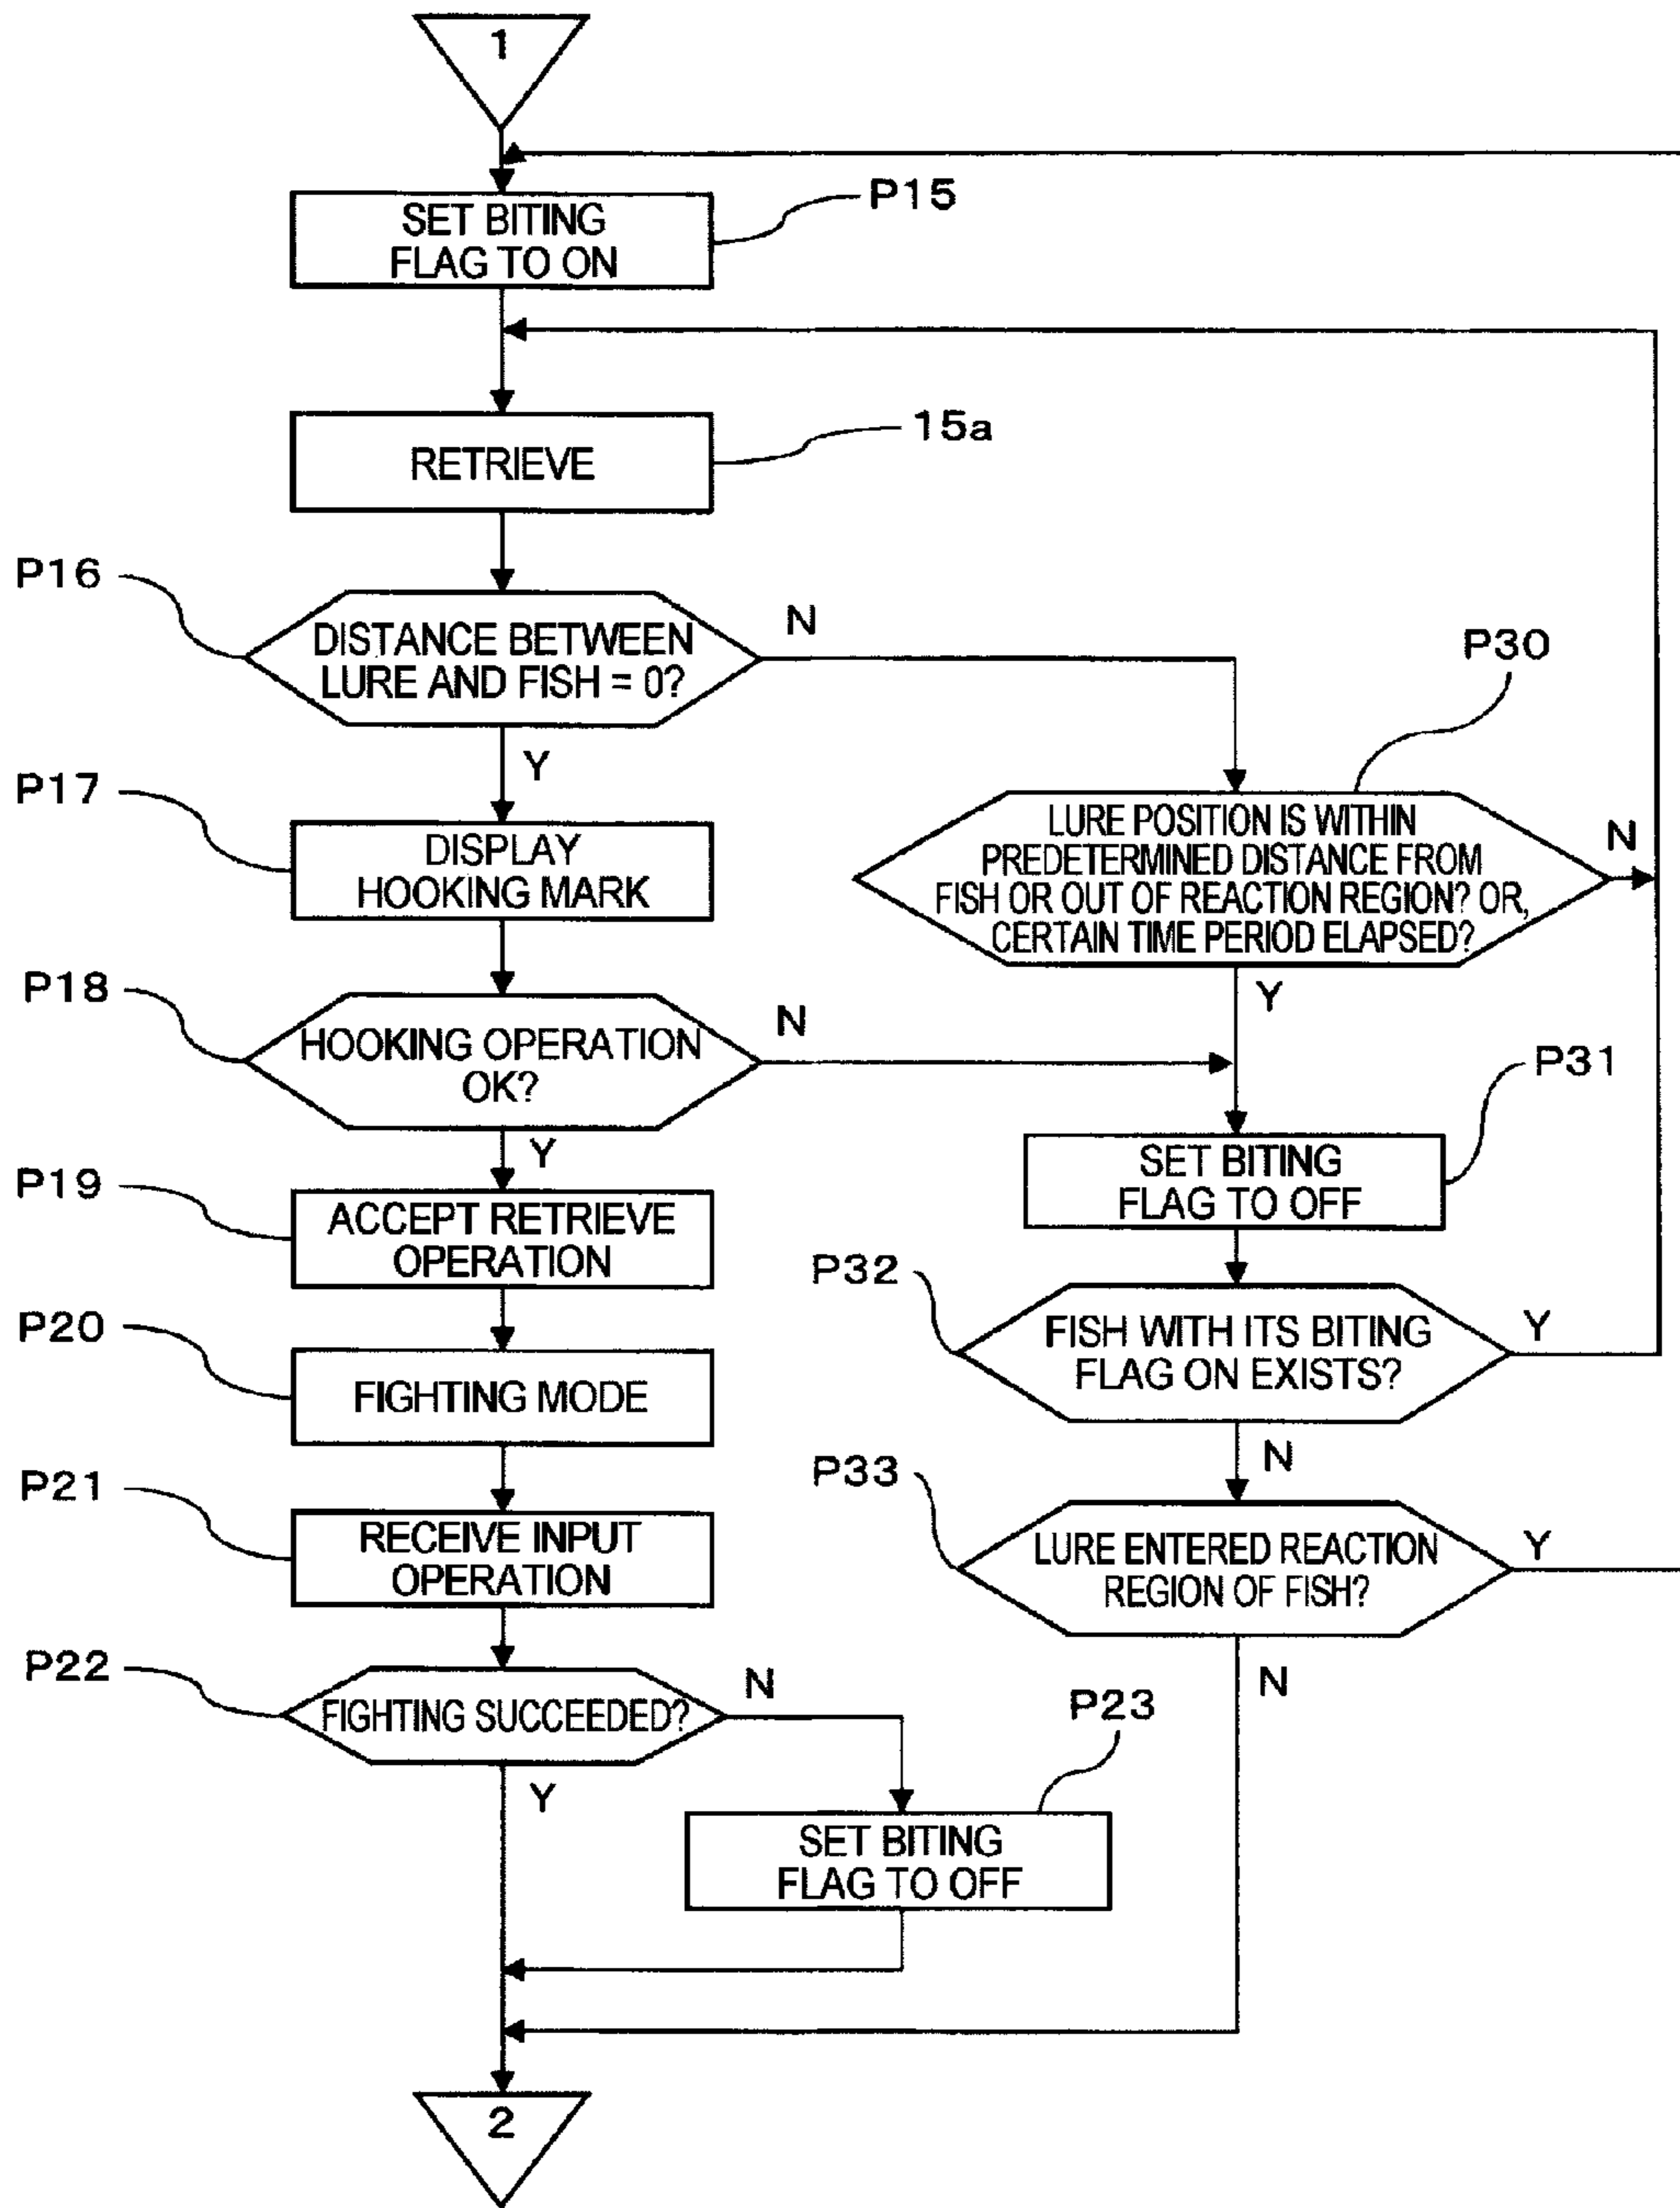 1
P15
SET BITING
FLAG TO ON
15a
RETRIEVE
P16
DISTANCE BETWEEN
LURE AND FISH = 0?
N
Y
P30
LURE POSITION IS WITHIN
PREDETERMINED DISTANCE FROM
FISH OR OUT OF REACTION REGION? OR,
CERTAIN TIME PERIOD ELAPSED?
N
Y
P17
DISPLAY
HOOKING MARK
P18
HOOKING OPERATION
OK?
N
Y
P31
SET BITING
FLAG TO OFF
P19
ACCEPT RETRIEVE
OPERATION
P32
FISH WITH ITS BITING
FLAG ON EXISTS?
Y
N
P20
FIGHTING MODE
P33
LURE ENTERED REACTION
REGION OF FISH?
Y
N
P21
RECEIVE INPUT
OPERATION
P22
FIGHTING SUCCEEDED?
N
Y
P23
SET BITING
FLAG TO OFF
2